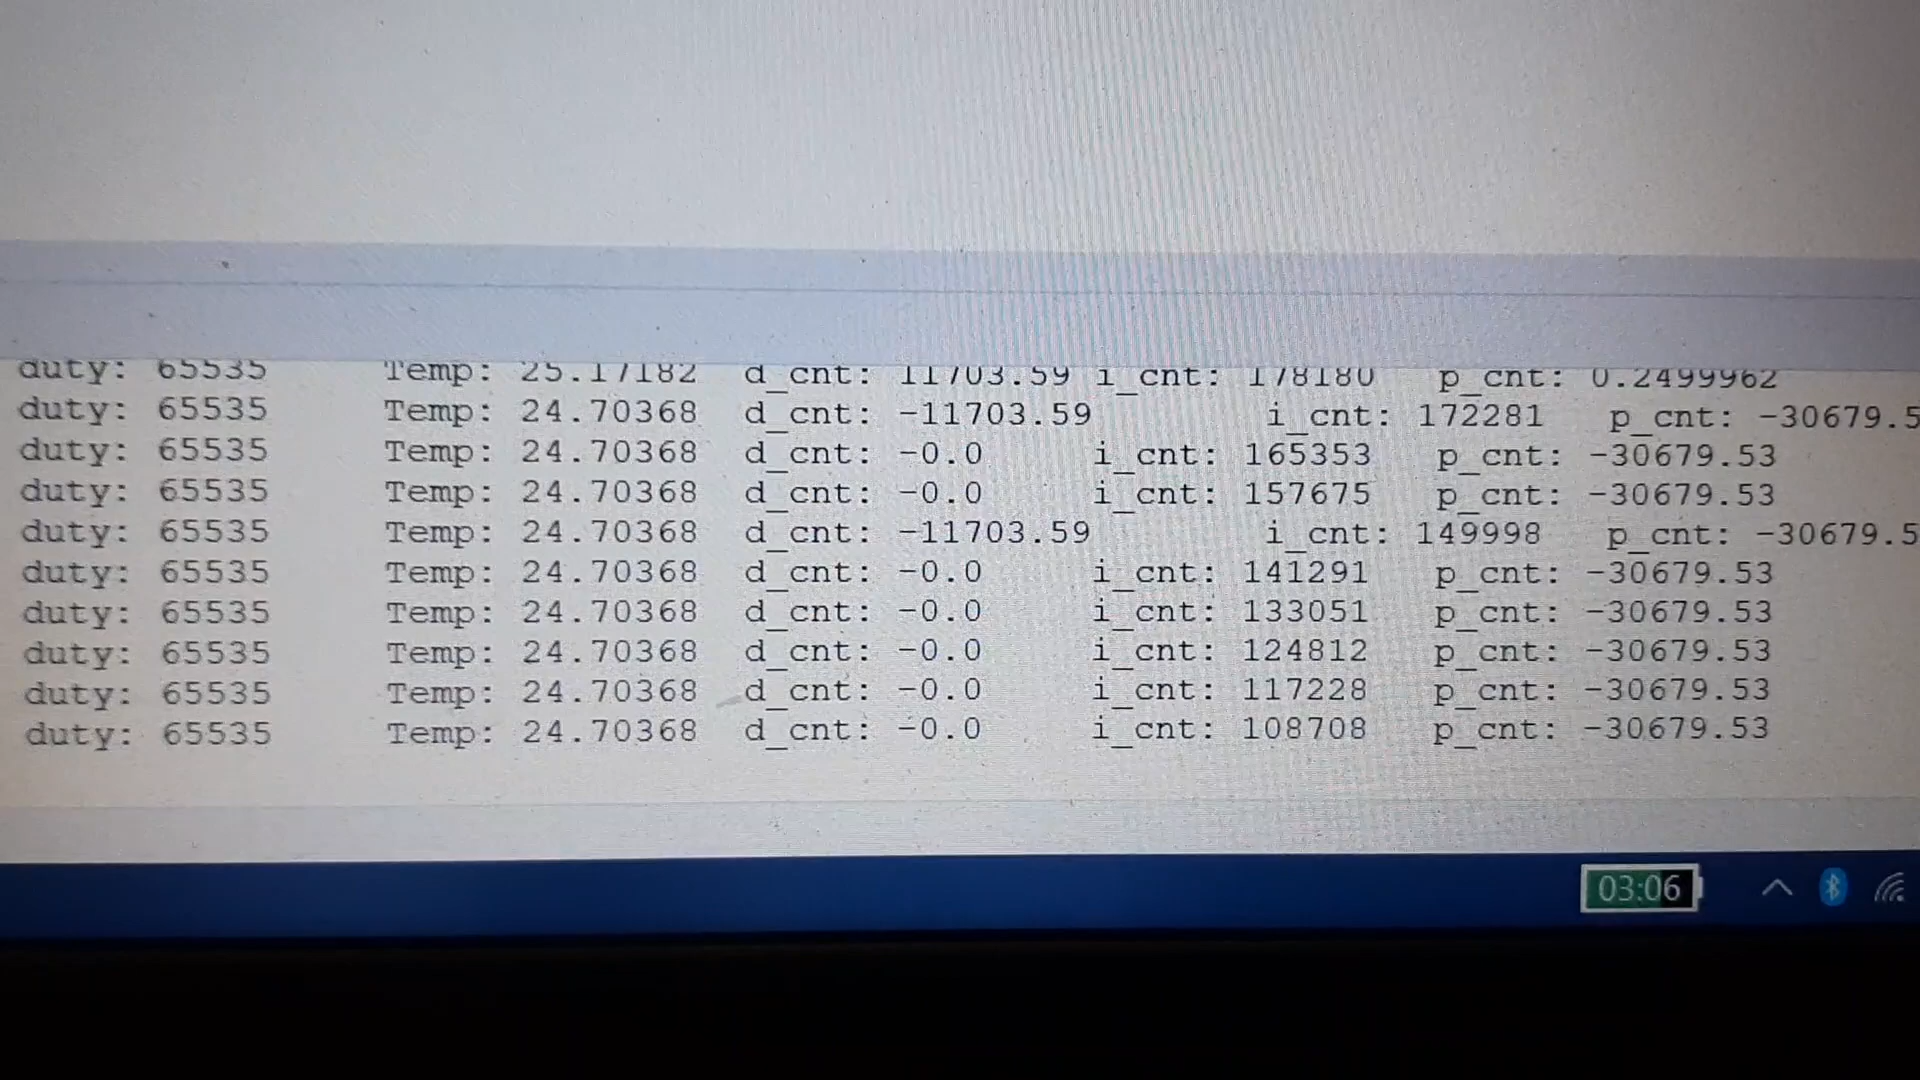 duty: 65535 Temp: 25.17182 d_cnt: 11703.59 i_cnt: 178180 p_cnt: 0.2499962
duty: 65535 Temp: 24.70368 d_cnt: -11703.59 i_cnt: 172281 p_cnt: -30679.5
duty: 65535 Temp: 24.70368 d_cnt: -0.0 i_cnt: 165353 p_cnt: -30679.53
duty: 65535 Temp: 24.70368 d_cnt: -0.0 i_cnt: 157675 p_cnt: -30679.53
duty: 65535 Temp: 24.70368 d_cnt: -11703.59 i_cnt: 149998 p_cnt: -30679.5
duty: 65535 Temp: 24.70368 d_cnt: -0.0 i_cnt: 141291 p_cnt: -30679.53
duty: 65535 Temp: 24.70368 d_cnt: -0.0 i_cnt: 133051 p_cnt: -30679.53
duty: 65535 Temp: 24.70368 d_cnt: -0.0 i_cnt: 124812 p_cnt: -30679.53
duty: 65535 Temp: 24.70368 d_cnt: -0.0 i_cnt: 117228 p_cnt: -30679.53
duty: 65535 Temp: 24.70368 d_cnt: -0.0 i_cnt: 108708 p_cnt: -30679.53
03:06